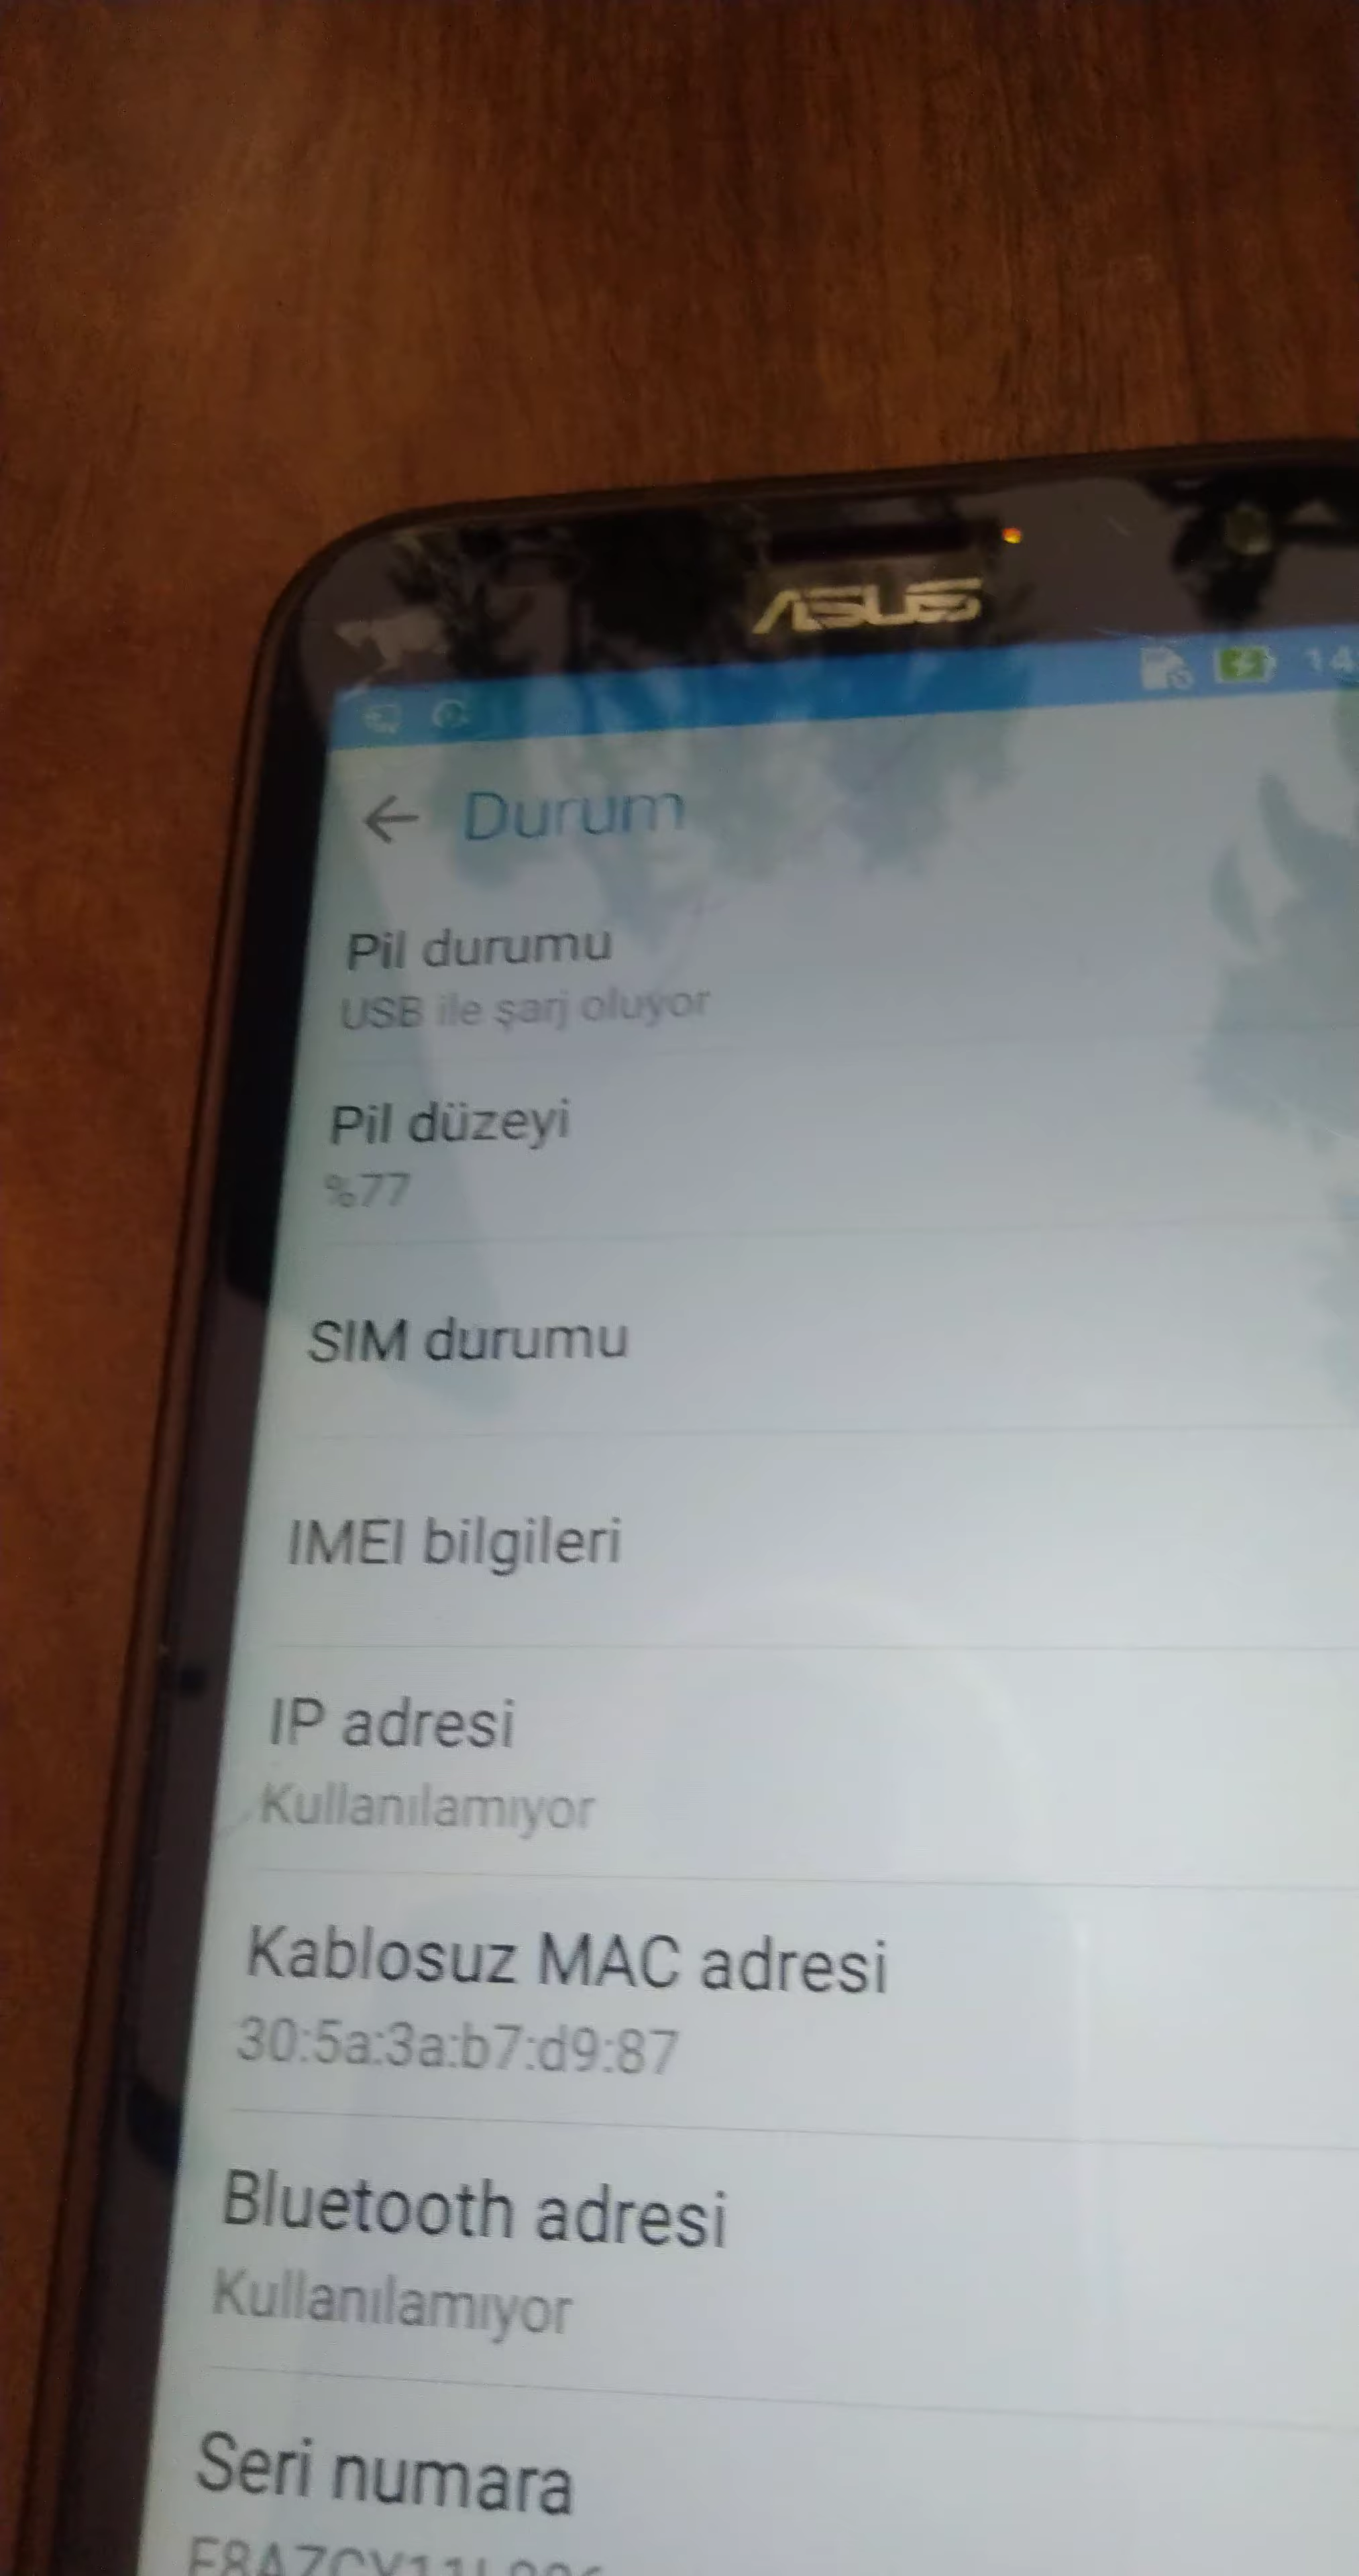 ASUS
14
← Durum
Pil durumu
USB ile şarj oluyor
Pil düzeyi
%77
SIM durumu
IMEI bilgileri
IP adresi
Kullanılamıyor
Kablosuz MAC adresi
30:5a:3a:b7:d9:87
Bluetooth adresi
Kullanılamıyor
Seri numara